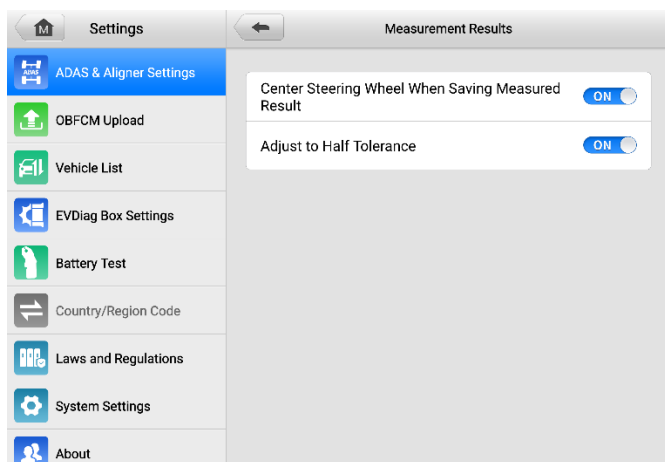 M
Settings
Measurement Results
ADAS
ADAS & Aligner Settings
OBFCM Upload
Vehicle List
EVDiag Box Settings
Battery Test
Country/Region Code
Laws and Regulations
System Settings
About
Center Steering Wheel When Saving Measured
Result
ON
Adjust to Half Tolerance
ON